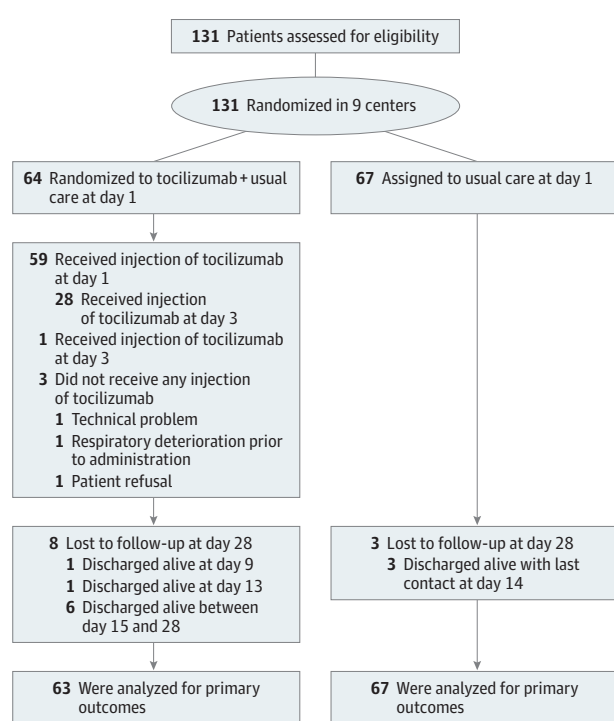 131 Patients assessed for eligibility
131 Randomized in 9 centers
64 Randomized to tocilizumab + usual
care at day 1
67 Assigned to usual care at day 1
59 Received injection of tocilizumab
at day 1
28 Received injection
of tocilizumab at day 3
1 Received injection of tocilizumab
at day 3
3 Did not receive any injection
of tocilizumab
1 Technical problem
1 Respiratory deterioration prior
to administration
1 Patient refusal
8 Lost to follow-up at day 28
1 Discharged alive at day 9
1 Discharged alive at day 13
6 Discharged alive between
day 15 and 28
3 Lost to follow-up at day 28
3 Discharged alive with last
contact at day 14
63 Were analyzed for primary
outcomes
67 Were analyzed for primary
outcomes